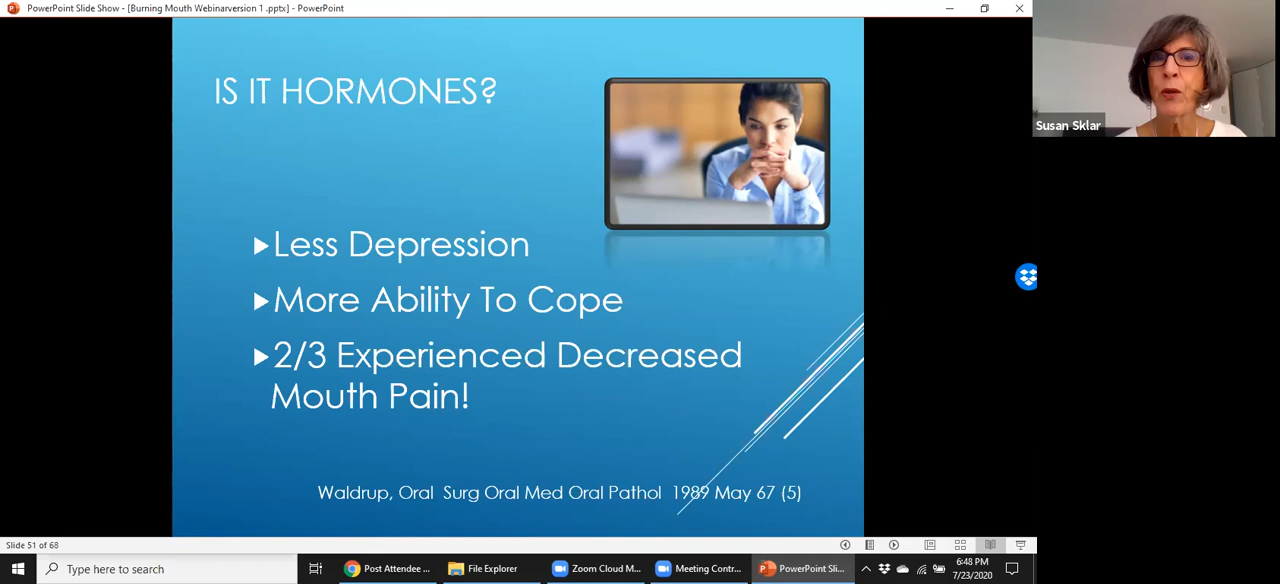 PowerPoint Slide Show - [Burning Mouth Webinarversion 1 .pptx] - PowerPoint
IS IT HORMONES?
Susan Sklar
Less Depression
More Ability To Cope
2/3 Experienced Decreased
Mouth Pain!
Waldrup, Oral Surg Oral Med Oral Pathol 1989 May 67 (5)
Slide 51 of 68
Type here to search
Post Attendee ...
File Explorer
Zoom Cloud M...
Meeting Contr...
PowerPoint Sli...
6:48 PM
7/23/2020